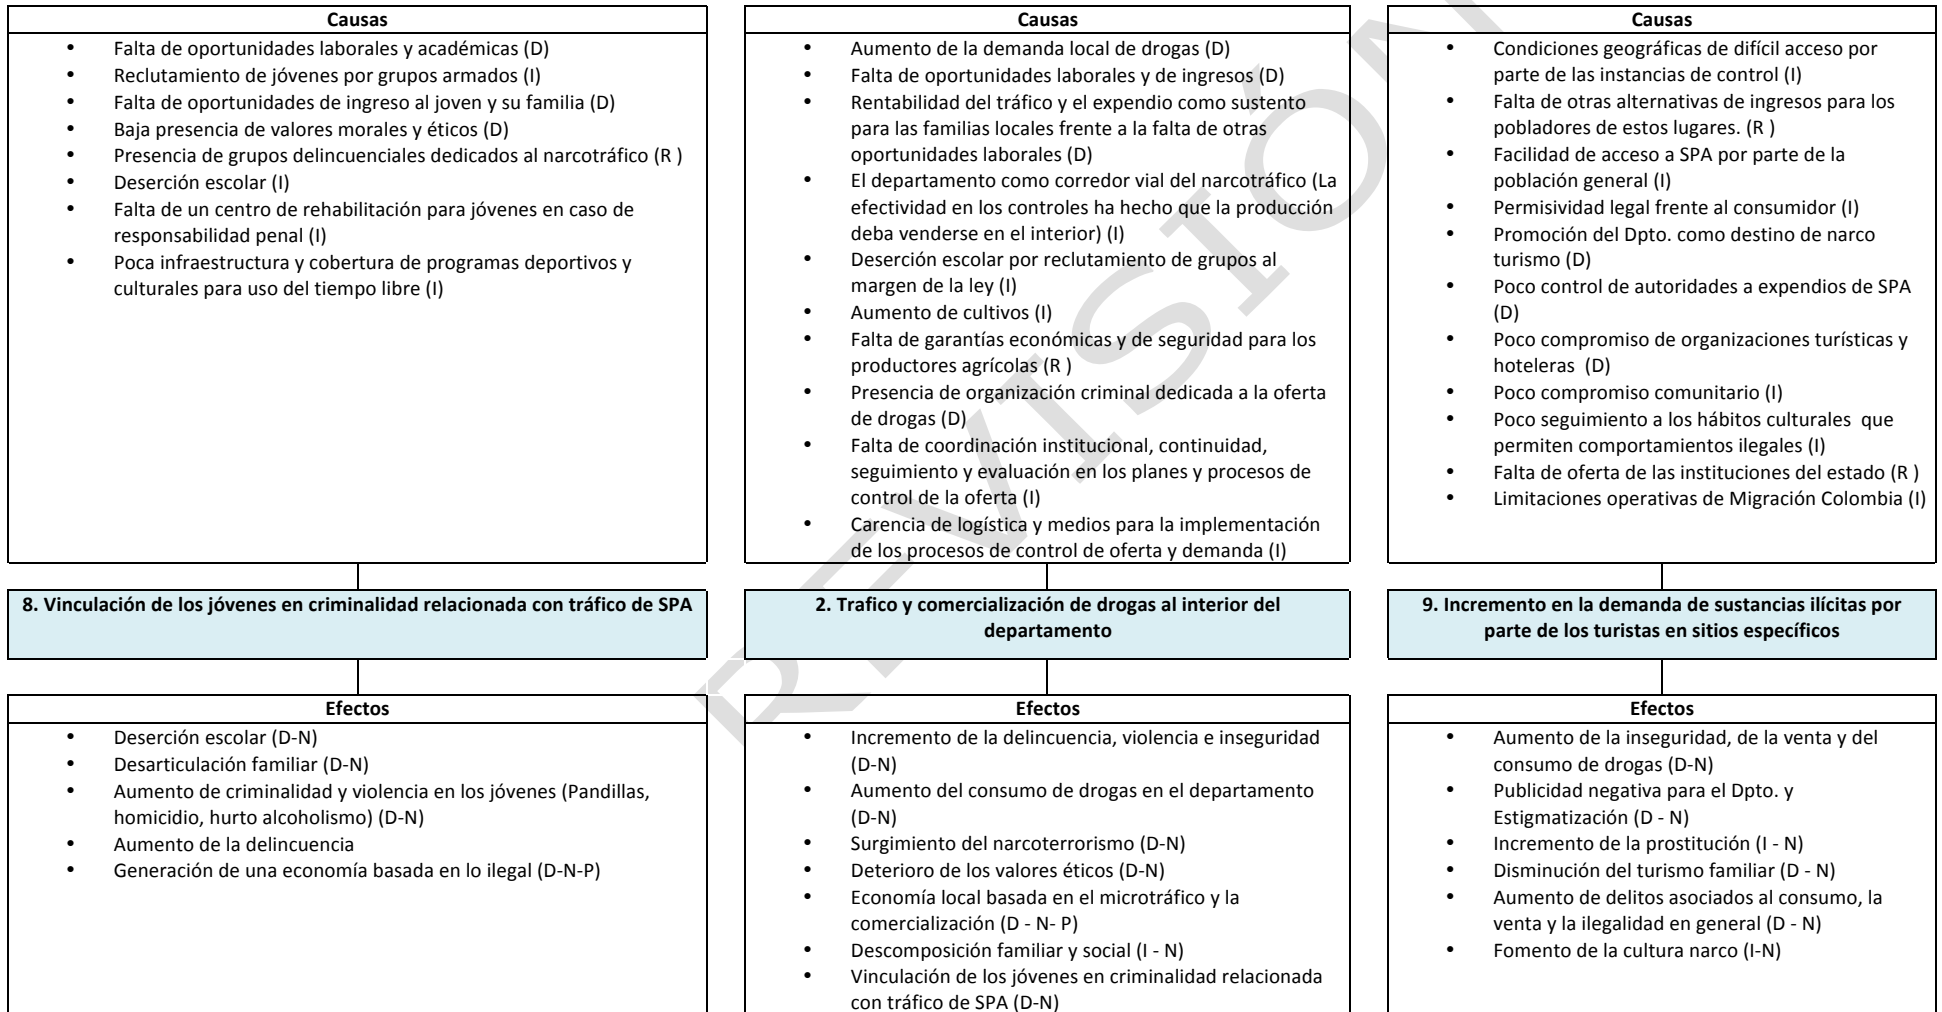 Causas
• Falta de oportunidades laborales y académicas (D)
• Reclutamiento de jóvenes por grupos armados (I)
• Falta de oportunidades de ingreso al joven y su familia (D)
• Baja presencia de valores morales y éticos (D)
• Presencia de grupos delincuenciales dedicados al narcotráfico (R )
• Deserción escolar (I)
• Falta de un centro de rehabilitación para jóvenes en caso de
responsabilidad penal (I)
• Poca infraestructura y cobertura de programas deportivos y
culturales para uso del tiempo libre (I)
8. Vinculación de los jóvenes en criminalidad relacionada con tráfico de SPA
Efectos
• Deserción escolar (D-N)
• Desarticulación familiar (D-N)
• Aumento de criminalidad y violencia en los jóvenes (Pandillas,
homicidio, hurto alcoholismo) (D-N)
• Aumento de la delincuencia
• Generación de una economía basada en lo ilegal (D-N-P)
Causas
• Aumento de la demanda local de drogas (D)
• Falta de oportunidades laborales y de ingresos (D)
• Rentabilidad del tráfico y el expendio como sustento
para las familias locales frente a la falta de otras
oportunidades laborales (D)
• El departamento como corredor vial del narcotráfico (La
efectividad en los controles ha hecho que la producción
deba venderse en el interior) (I)
• Deserción escolar por reclutamiento de grupos al
margen de la ley (I)
• Aumento de cultivos (I)
• Falta de garantías económicas y de seguridad para los
productores agrícolas (R )
• Presencia de organización criminal dedicada a la oferta
de drogas (D)
• Falta de coordinación institucional, continuidad,
seguimiento y evaluación en los planes y procesos de
control de la oferta (I)
• Carencia de logística y medios para la implementación
de los procesos de control de oferta y demanda (I)
2. Trafico y comercialización de drogas al interior del
departamento
Efectos
• Incremento de la delincuencia, violencia e inseguridad
(D-N)
• Aumento del consumo de drogas en el departamento
(D-N)
• Surgimiento del narcoterrorismo (D-N)
• Deterioro de los valores éticos (D-N)
• Economía local basada en el microtráfico y la
comercialización (D - N- P)
• Descomposición familiar y social (I - N)
• Vinculación de los jóvenes en criminalidad relacionada
con tráfico de SPA (D-N)
Causas
• Condiciones geográficas de difícil acceso por
parte de las instancias de control (I)
• Falta de otras alternativas de ingresos para los
pobladores de estos lugares. (R )
• Facilidad de acceso a SPA por parte de la
población general (I)
• Permisividad legal frente al consumidor (I)
• Promoción del Dpto. como destino de narco
turismo (D)
• Poco control de autoridades a expendios de SPA
(D)
• Poco compromiso de organizaciones turísticas y
hoteleras (D)
• Poco compromiso comunitario (I)
• Poco seguimiento a los hábitos culturales que
permiten comportamientos ilegales (I)
• Falta de oferta de las instituciones del estado (R )
• Limitaciones operativas de Migración Colombia (I)
9. Incremento en la demanda de sustancias ilícitas por
parte de los turistas en sitios específicos
Efectos
• Aumento de la inseguridad, de la venta y del
consumo de drogas (D-N)
• Publicidad negativa para el Dpto. y
Estigmatización (D - N)
• Incremento de la prostitución (I - N)
• Disminución del turismo familiar (D - N)
• Aumento de delitos asociados al consumo, la
venta y la ilegalidad en general (D - N)
• Fomento de la cultura narco (I-N)
REVISIÓN